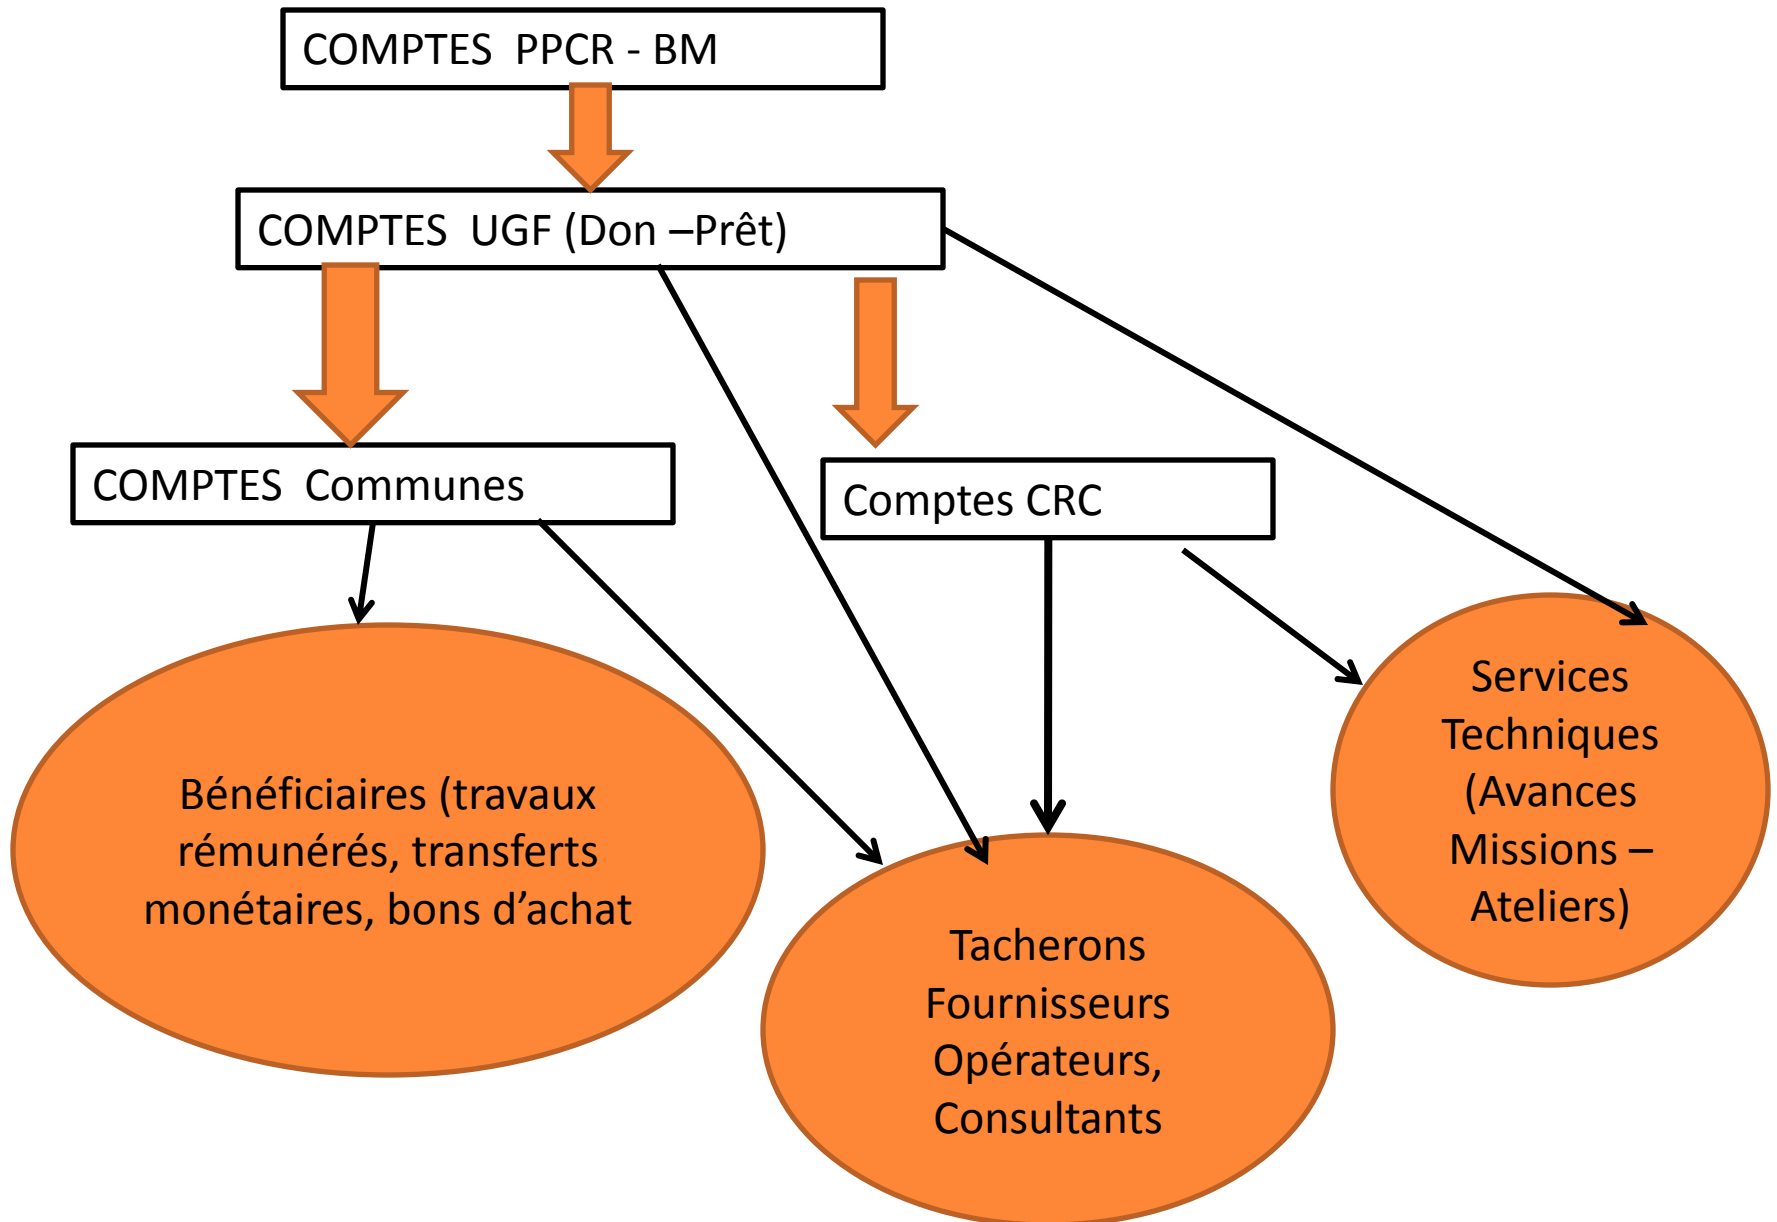 COMPTES  PPCR - BM
COMPTES  UGF (Don –Prêt)
COMPTES  Communes
Comptes CRC
Bénéficiaires (travaux
rémunérés, transferts
monétaires, bons d’achat
Tacherons
Fournisseurs
Opérateurs,
Consultants
Services
Techniques
(Avances
Missions –
Ateliers)